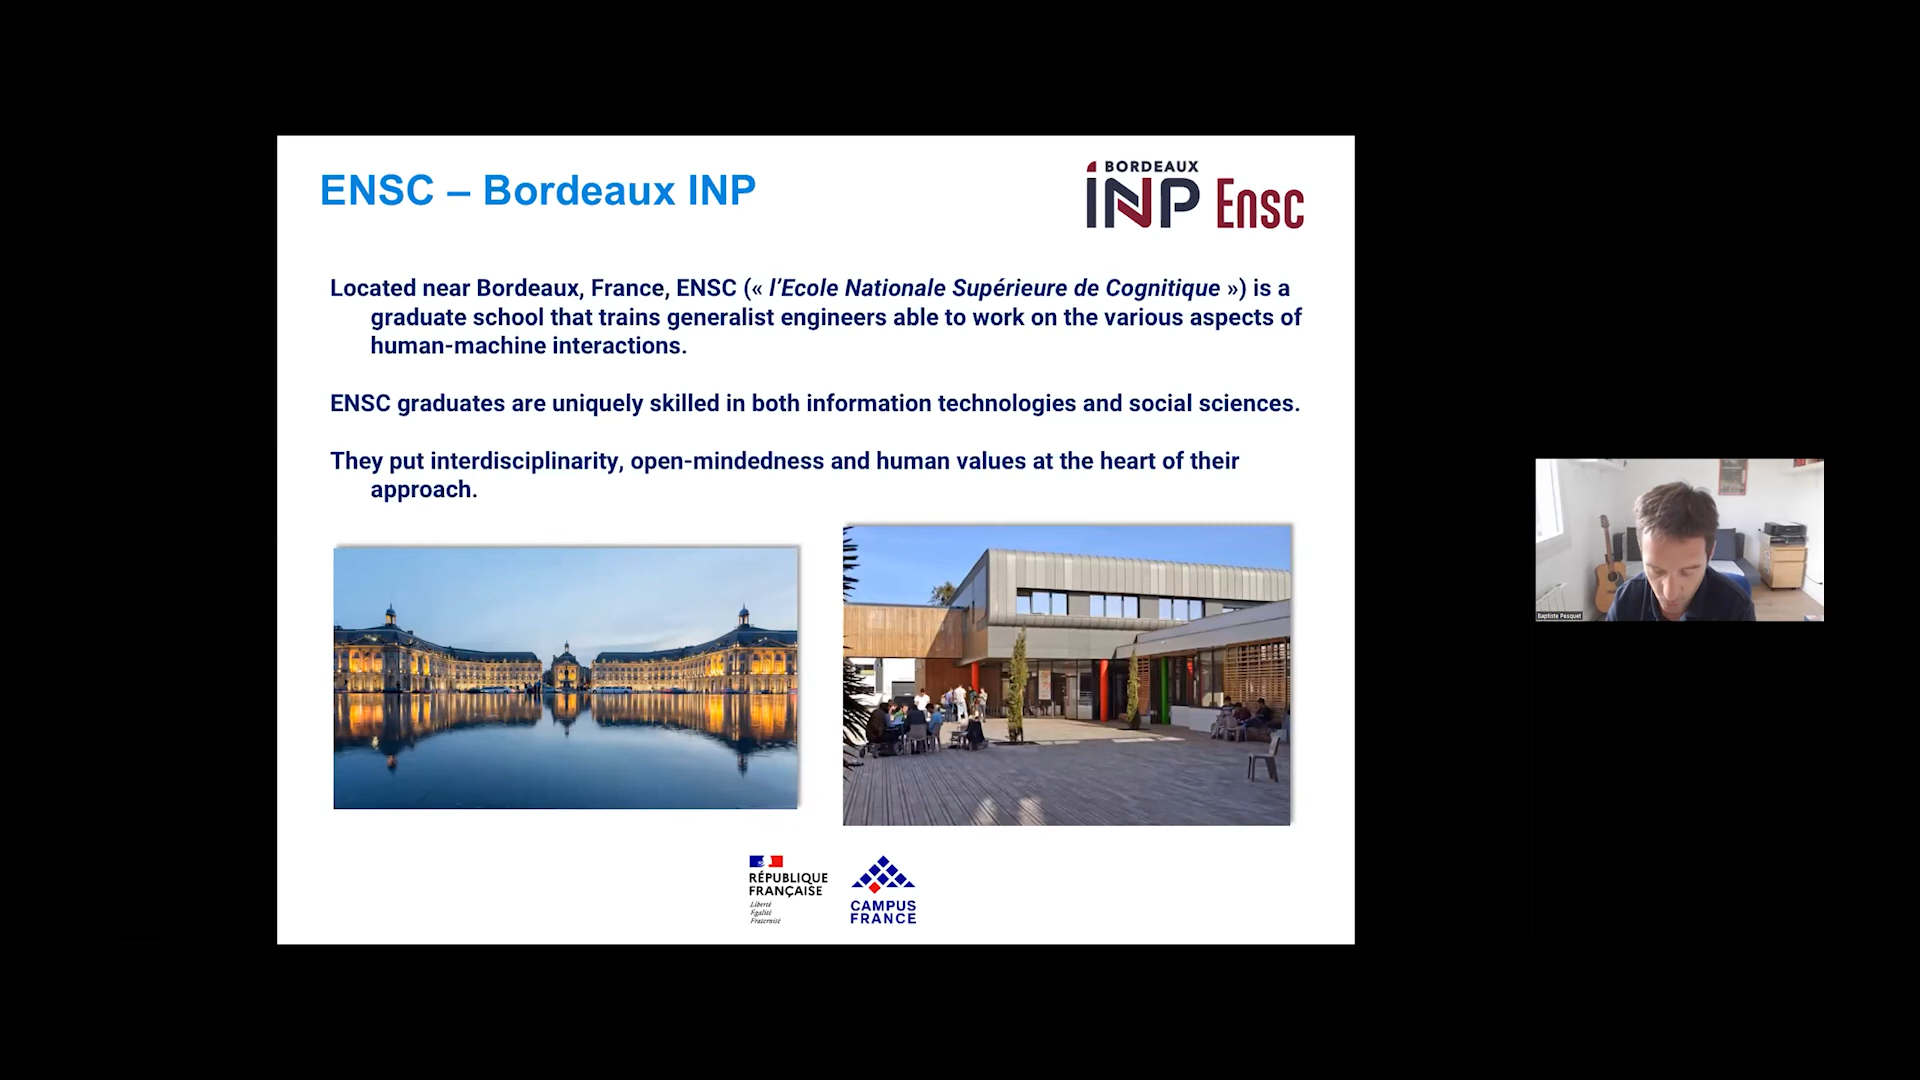 ENSC – Bordeaux INP
BORDEAUX
INP Ensc
Located near Bordeaux, France, ENSC (« l’Ecole Nationale Supérieure de Cognitique ») is a
graduate school that trains generalist engineers able to work on the various aspects of
human-machine interactions.
ENSC graduates are uniquely skilled in both information technologies and social sciences.
They put interdisciplinarity, open-mindedness and human values at the heart of their
approach.
Baptiste Pesquet
RÉPUBLIQUE
FRANÇAISE
Liberté
Égalité
Fraternité
CAMPUS
FRANCE